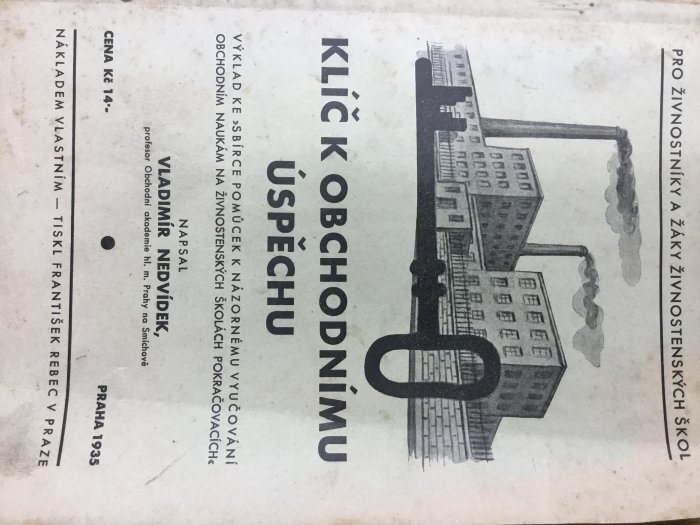 PRO ŽIVNOSTNÍKY A ŽÁKY ŽIVNOSTENSKÝCH ŠKOL
KLÍČ K OBCHODNÍMU
ÚSPĚCHU
VÝKLAD KE »SBÍRCE POMŮCEK K NÁZORNÉMU VYUČOVÁNÍ
OBCHODNÍM NAUKÁM NA ŽIVNOSTENSKÝCH ŠKOLÁCH POKRAČOVACÍCH«
NAPSAL
VLADIMÍR NEDVÍDEK,
profesor Obchodní akademie hl. m. Prahy na Smíchově
CENA Kč 14·– ● PRAHA 1935
NÁKLADEM VLASTNÍM — TISKL FRANTIŠEK REBEC V PRAZE